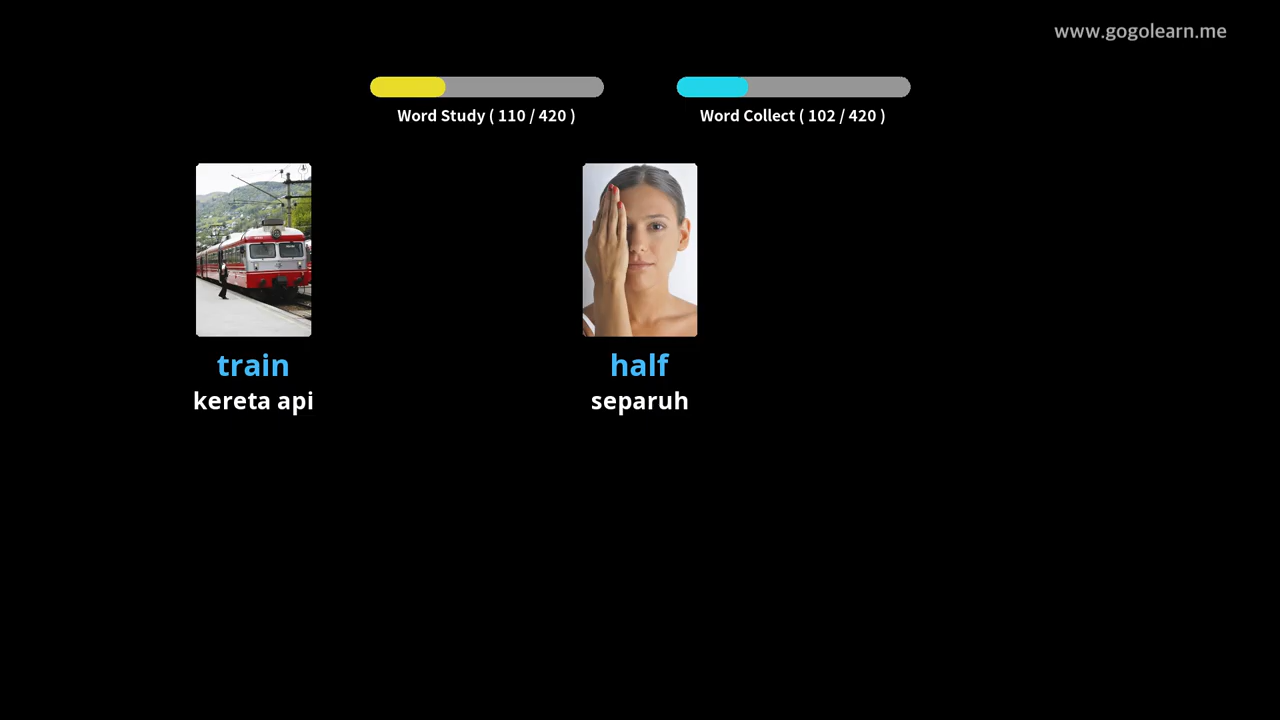 www.gogolearn.me
Word Study ( 110 / 420 )
Word Collect ( 102 / 420 )
train
kereta api
half
separuh